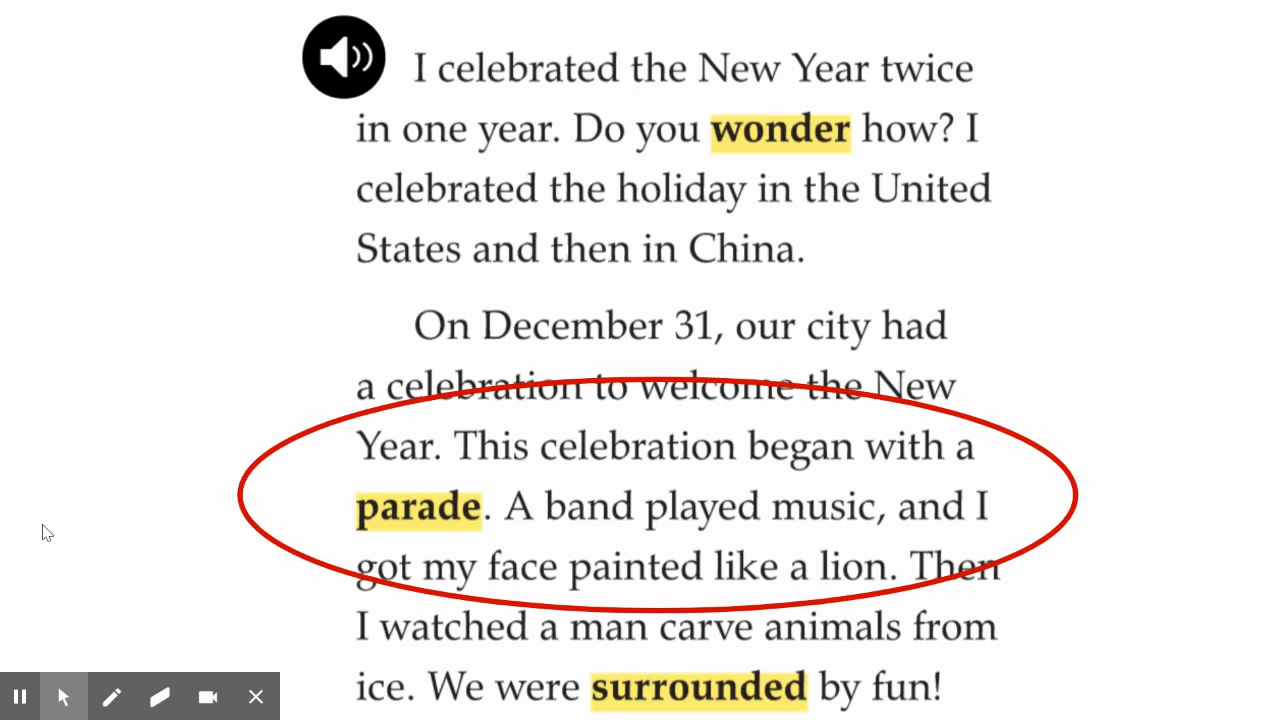 I celebrated the New Year twice
in one year. Do you wonder how? I
celebrated the holiday in the United
States and then in China.
On December 31, our city had
a celebration to welcome the New
Year. This celebration began with a
parade. A band played music, and I
got my face painted like a lion. Then
I watched a man carve animals from
ice. We were surrounded by fun!